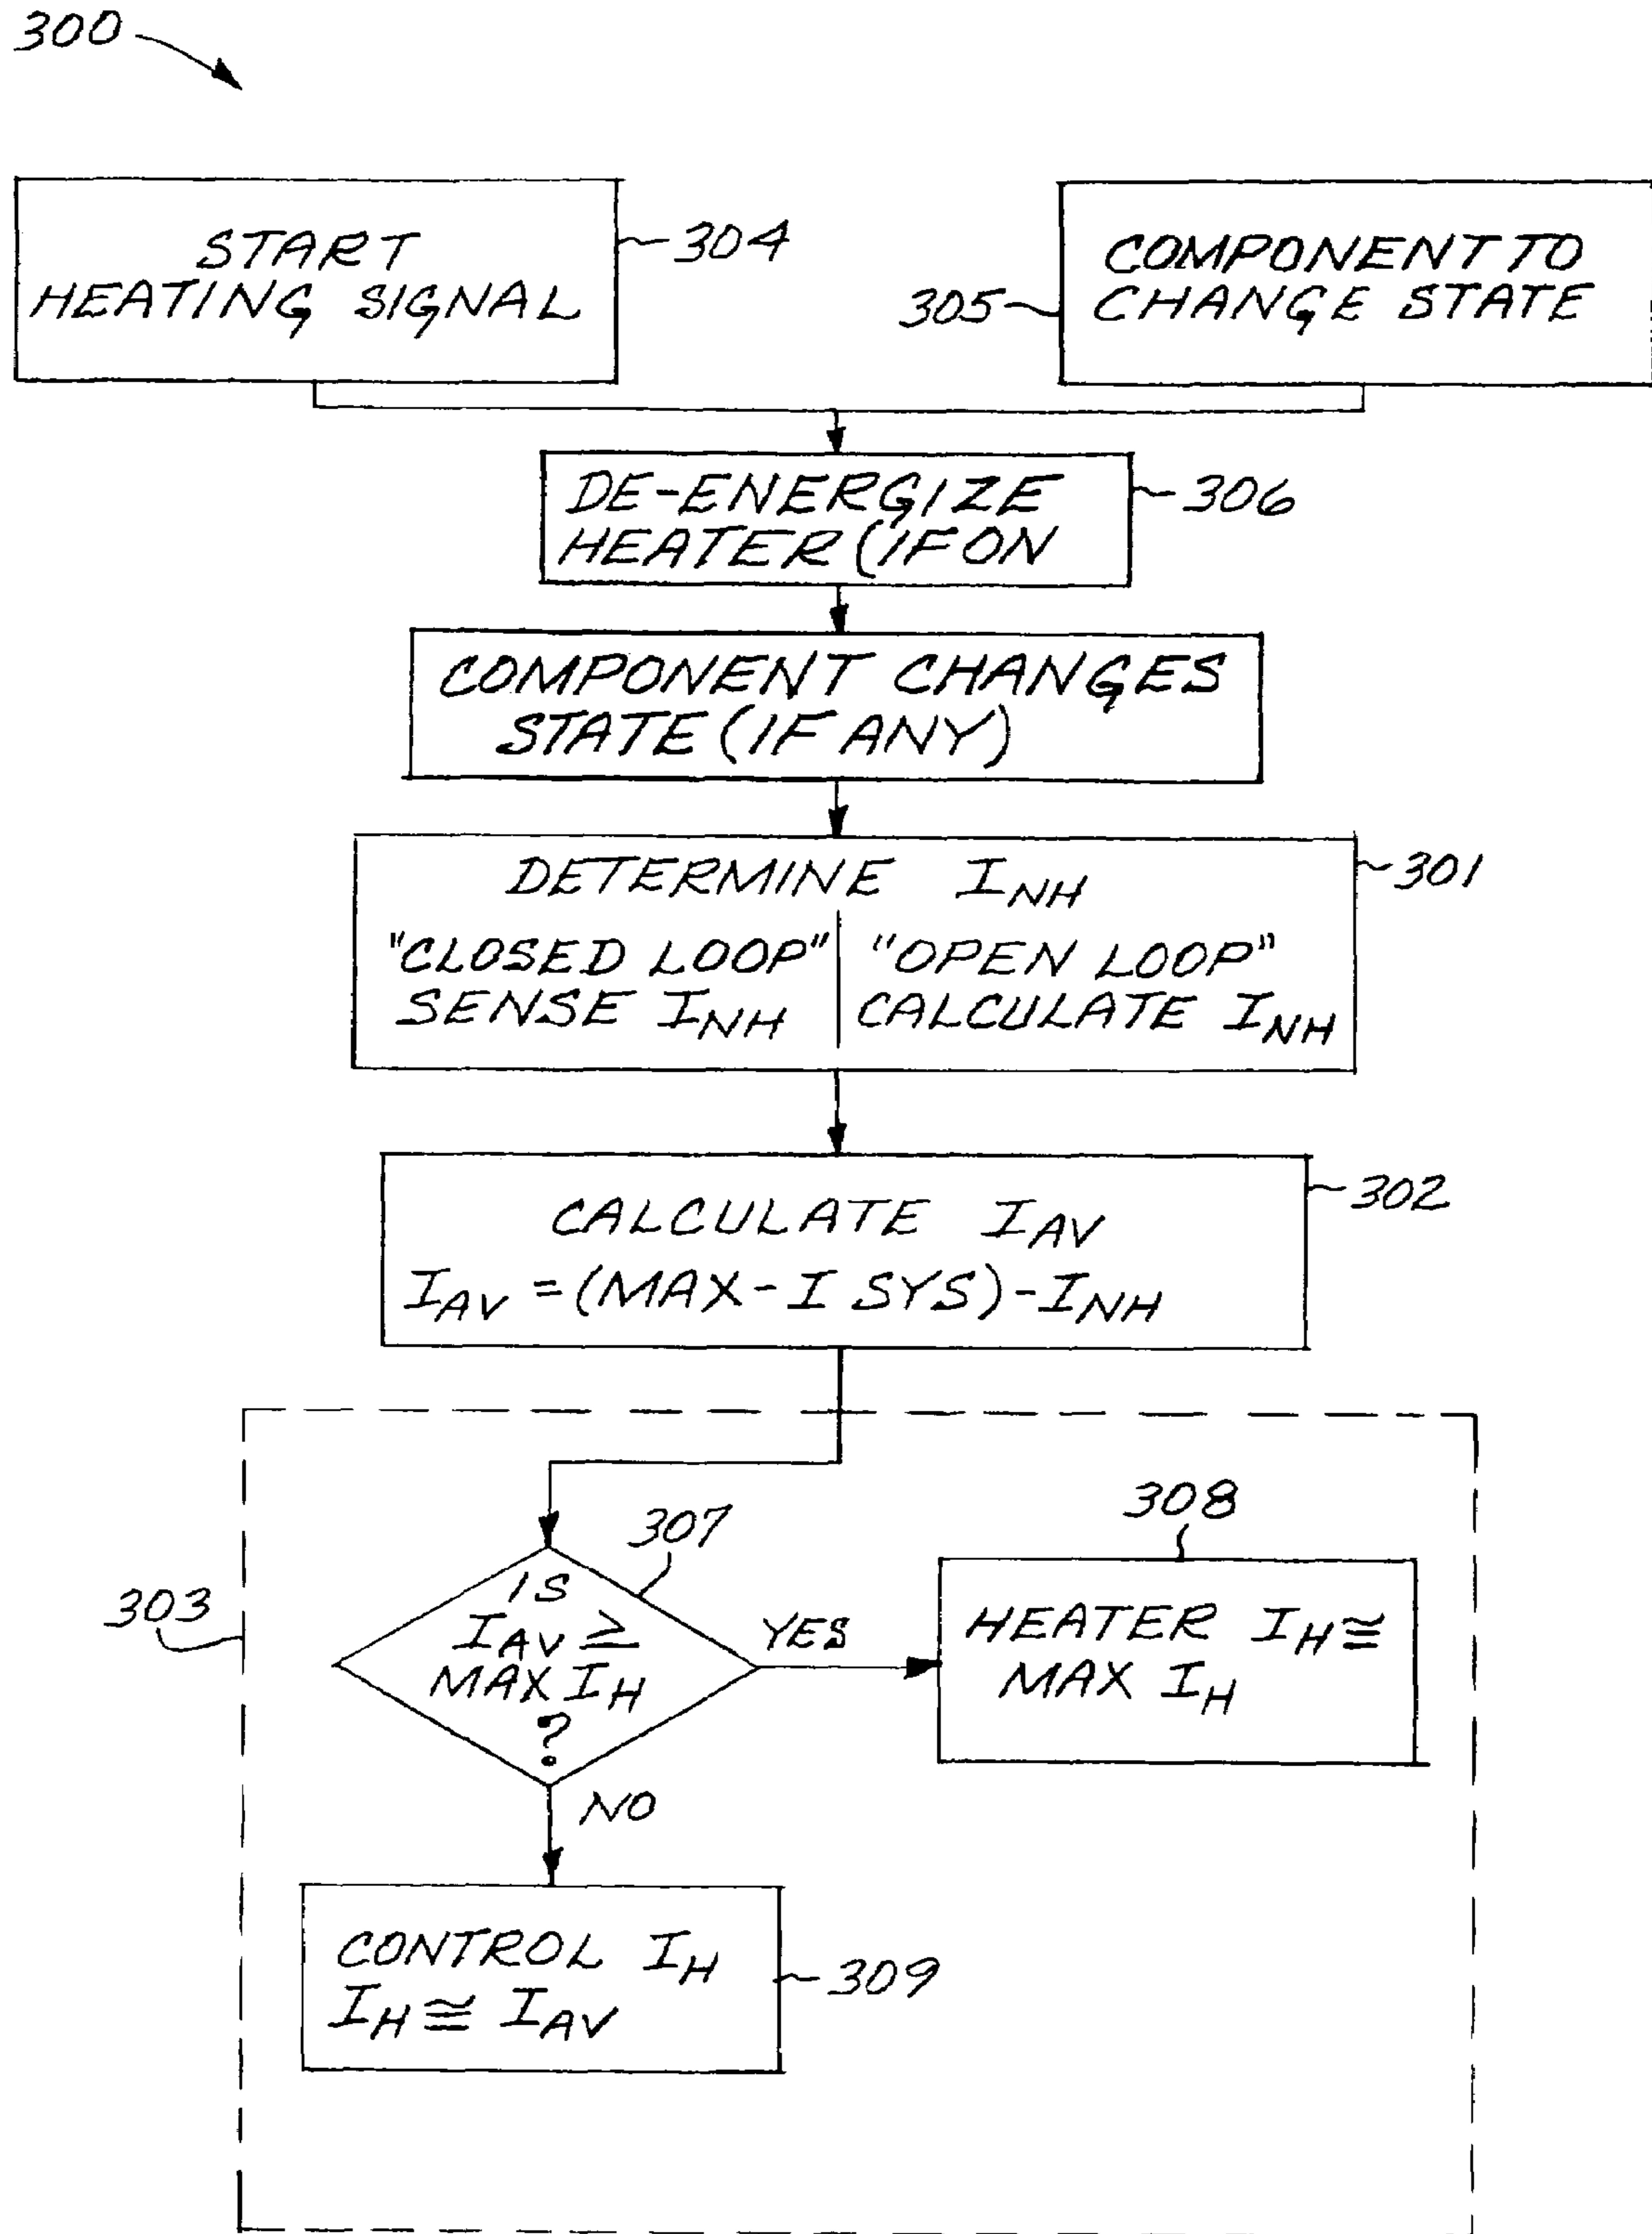 300
START
HEATING SIGNAL
304
COMPONENT TO
CHANGE STATE
305
DE-ENERGIZE
HEATER (IF ON
306
COMPONENT CHANGES
STATE (IF ANY)
DETERMINE I_NH
301
"CLOSED LOOP"
SENSE I_NH
"OPEN LOOP"
CALCULATE I_NH
CALCULATE I_AV
I_AV = (MAX - I SYS) - I_NH
302
303
307
IS
I_AV ≥
MAX I_H
?
YES
308
HEATER I_H ≅
MAX I_H
NO
CONTROL I_H
I_H ≅ I_AV
309